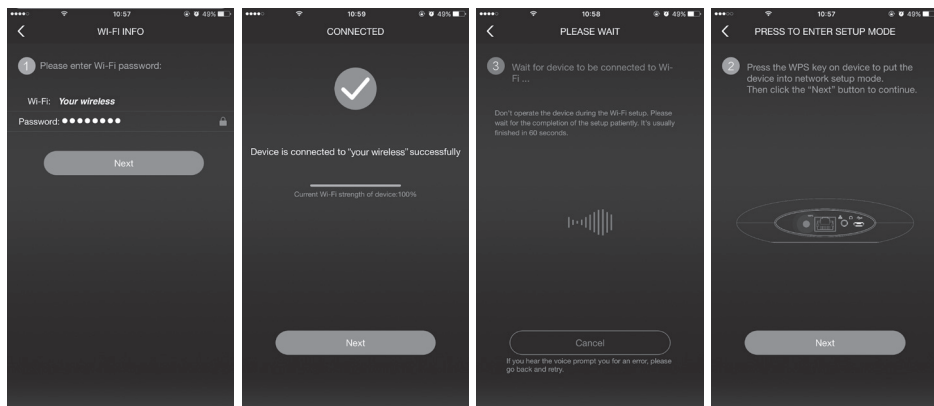 10:57
49%
WI-FI INFO
1 Please enter Wi-Fi password:
Wi-Fi: Your wireless
Password: ●●●●●●●●
Next
10:59
49%
CONNECTED
Device is connected to "your wireless" successfully
Current Wi-Fi strength of device:100%
Next
10:58
49%
PLEASE WAIT
3 Wait for device to be connected to Wi-
Fi ...
Don't operate the device during the Wi-Fi setup. Please
wait for the completion of the setup patiently. It's usually
finished in 60 seconds.
Cancel
If you hear the voice prompt you for an error, please
go back and retry.
10:57
49%
PRESS TO ENTER SETUP MODE
2 Press the WPS key on device to put the
device into network setup mode.
Then click the "Next" button to continue.
Next